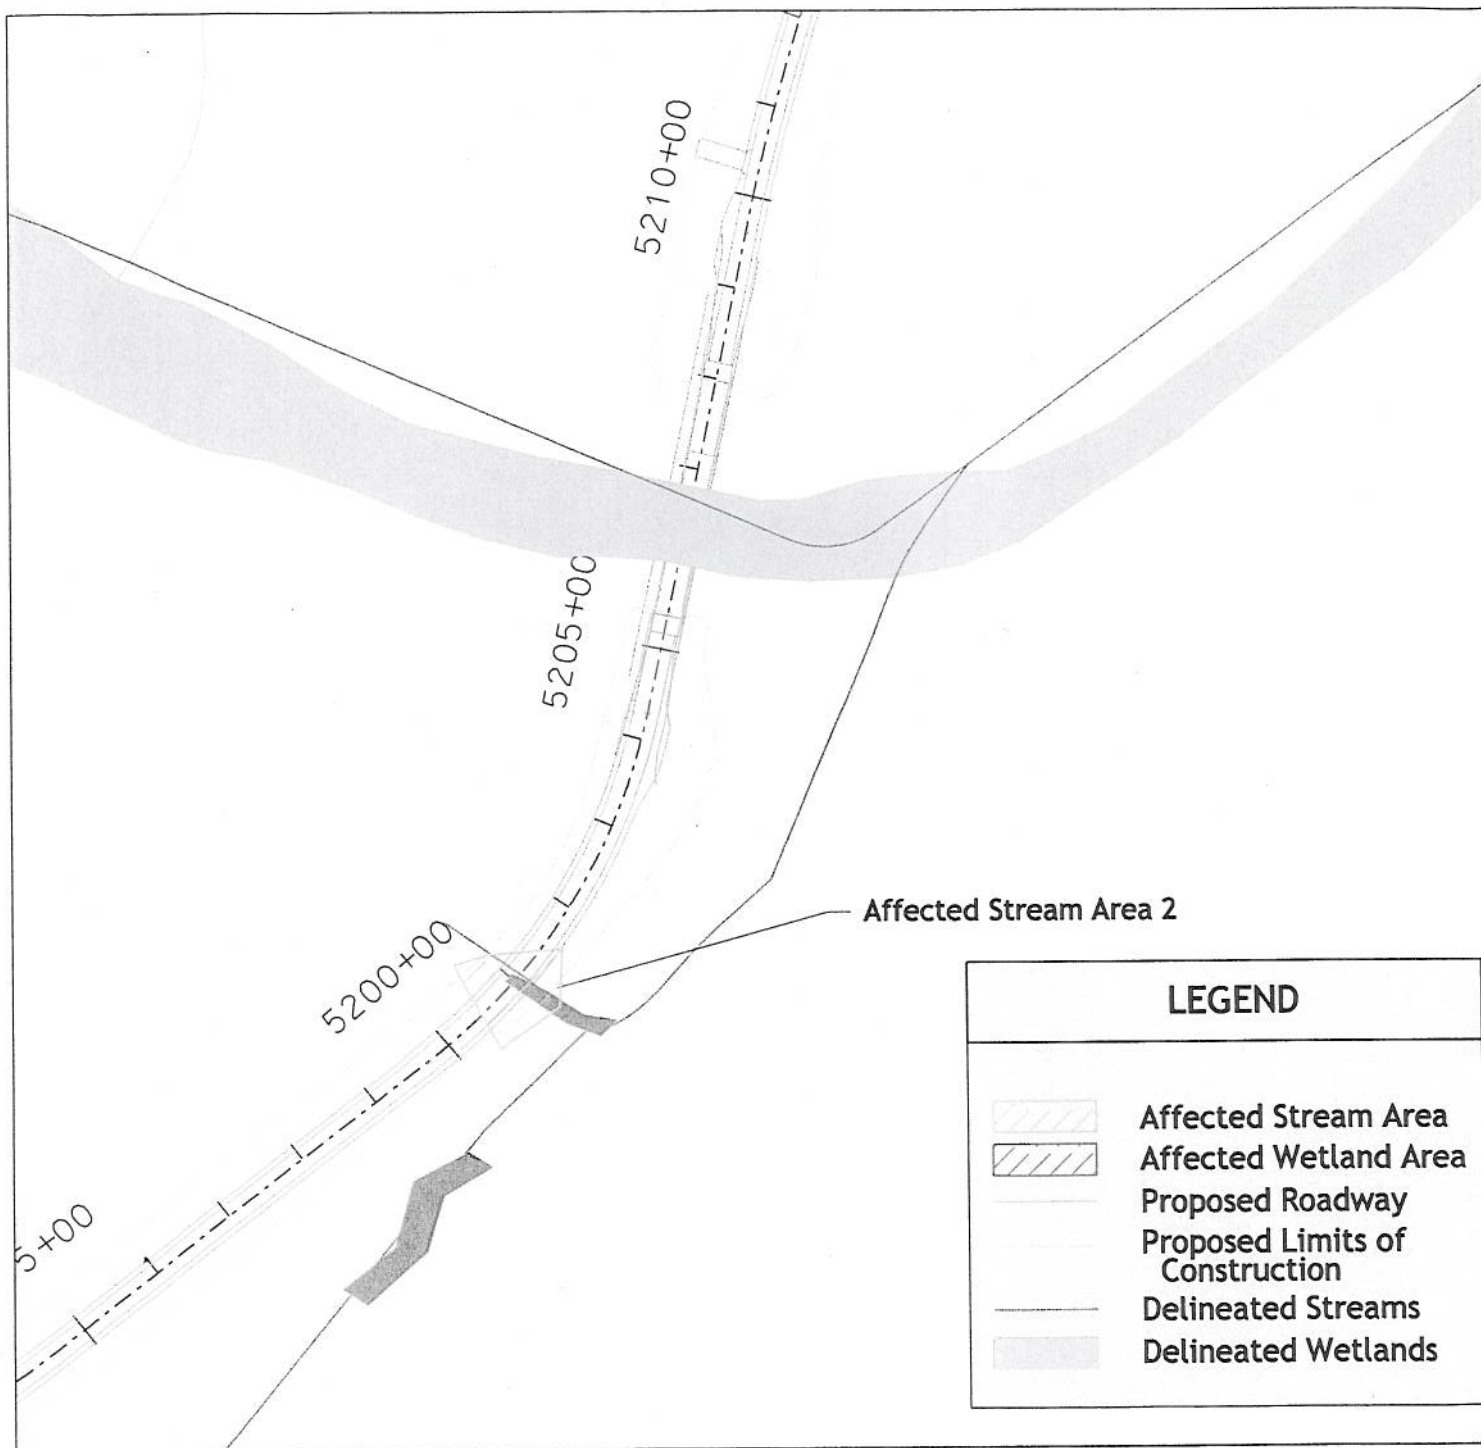 5210+00
5205+00
Affected Stream Area 2
5200+00
5+00
LEGEND
Affected Stream Area
Affected Wetland Area
Proposed Roadway
Proposed Limits of
Construction
Delineated Streams
Delineated Wetlands